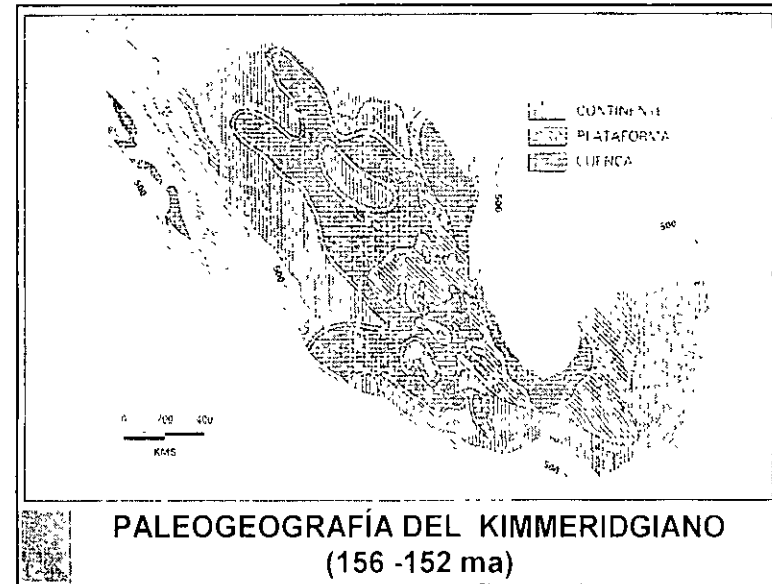 CONTINENTE
PLATAFORMA
CUENCA
500
500
500
500
500
0 200 400
KMS
PALEOGEOGRAFÍA DEL KIMMERIDGIANO
(156 -152 ma)